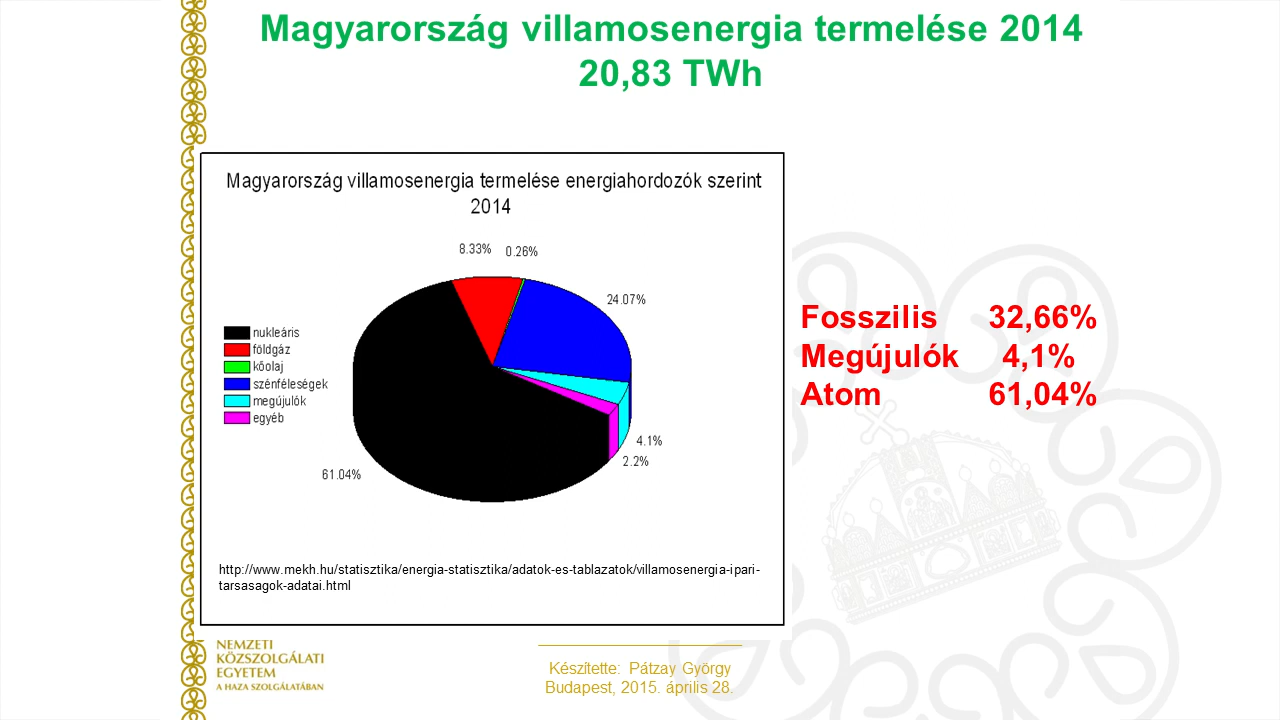 Magyarország villamosenergia termelése 2014
20,83 TWh
Magyarország villamosenergia termelése energiahordozók szerint
2014
8.33%
0.26%
24.07%
nukleáris
földgáz
kőolaj
szénféleségek
megújulók
egyéb
4.1%
2.2%
61.04%
Fosszilis 32,66%
Megújulók 4,1%
Atom 61,04%
http://www.mekh.hu/statisztika/energia-statisztika/adatok-es-tablazatok/villamosenergia-ipari-
tarsasagok-adatai.html
NEMZETI
KÖZSZOLGÁLATI
EGYETEM
A HAZA SZOLGÁLATÁBAN
Készítette: Pátzay György
Budapest, 2015. április 28.